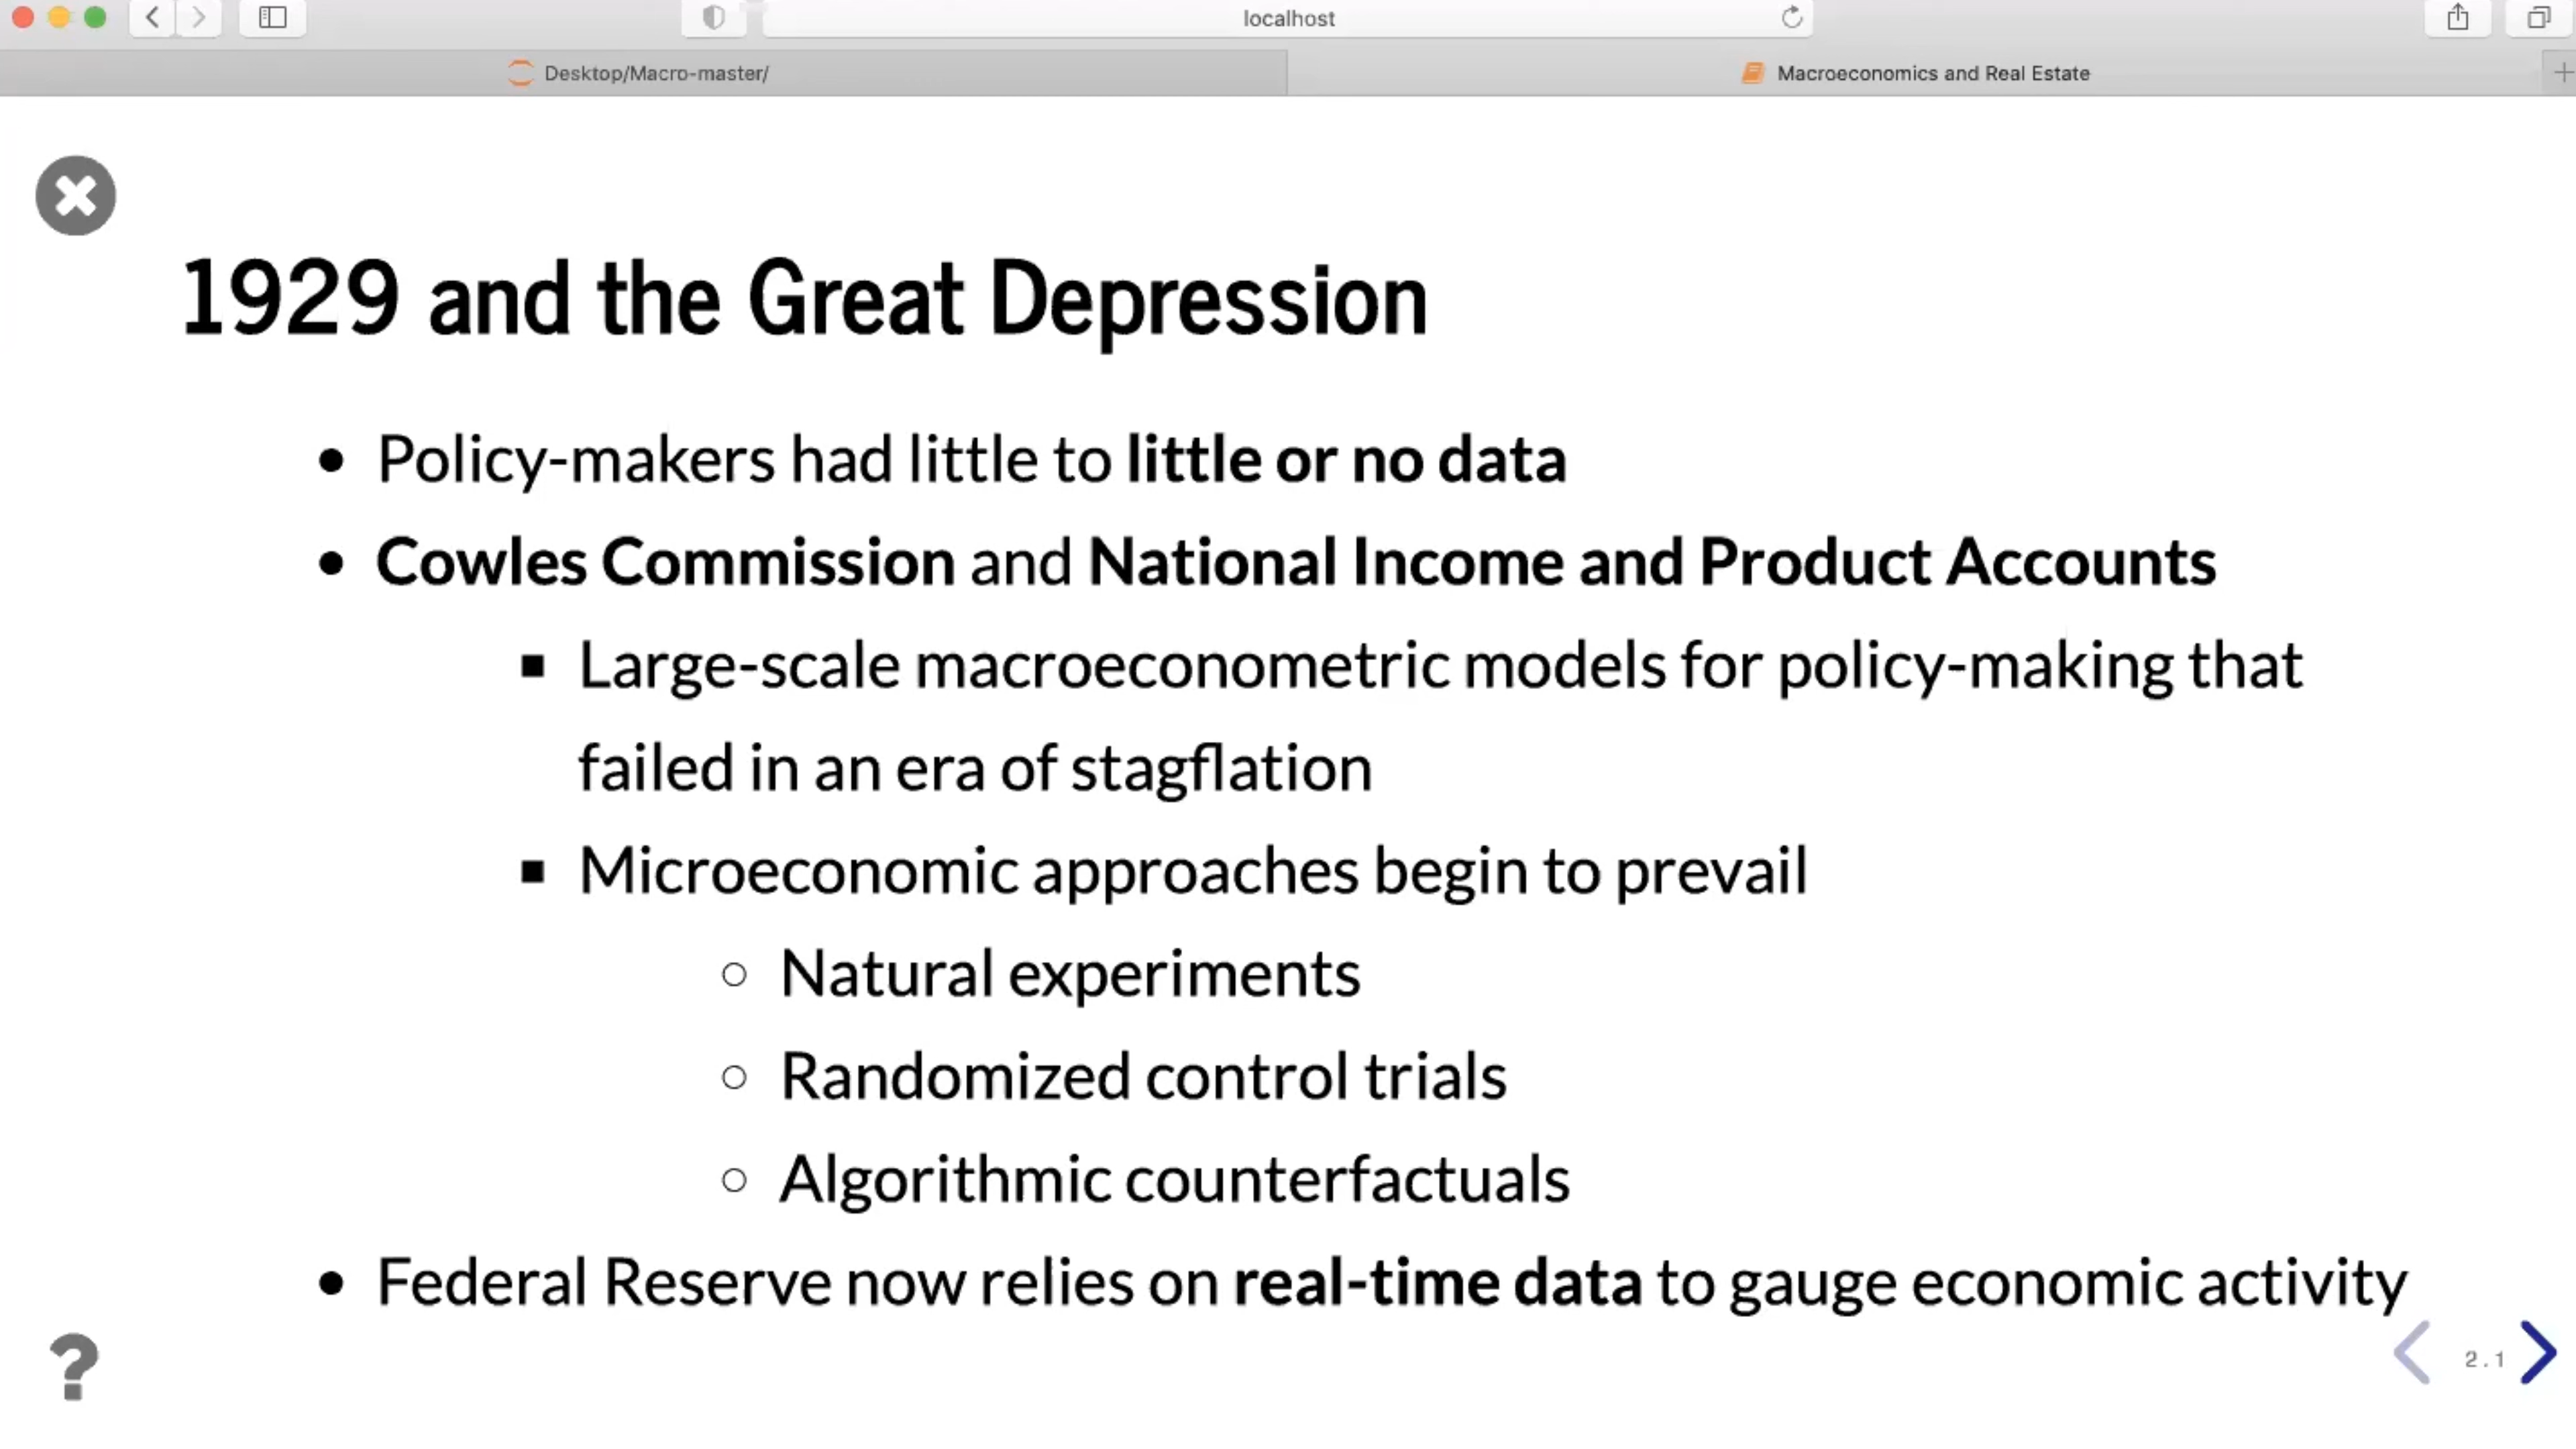 localhost
Desktop/Macro-master/
Macroeconomics and Real Estate
1929 and the Great Depression
• Policy-makers had little to little or no data
• Cowles Commission and National Income and Product Accounts
▪ Large-scale macroeconometric models for policy-making that
failed in an era of stagflation
▪ Microeconomic approaches begin to prevail
○ Natural experiments
○ Randomized control trials
○ Algorithmic counterfactuals
• Federal Reserve now relies on real-time data to gauge economic activity
?
2.1